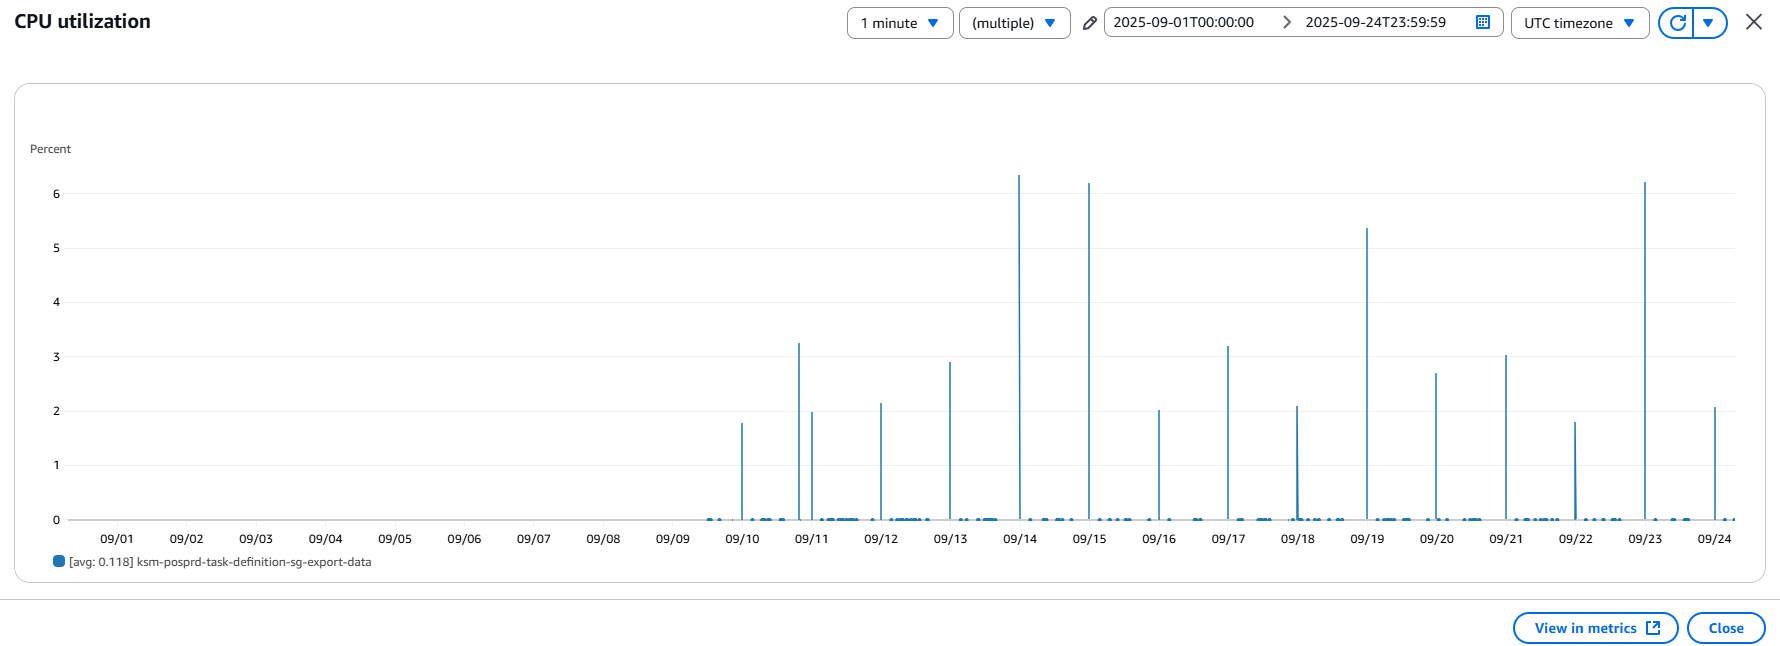 CPU utilization
1 minute
(multiple)
2025-09-01T00:00:00
2025-09-24T23:59:59
UTC timezone
Percent
6
5
4
3
2
1
0
09/01 09/02 09/03 09/04 09/05 09/06 09/07 09/08 09/09 09/10 09/11 09/12 09/13 09/14 09/15 09/16 09/17 09/18 09/19 09/20 09/21 09/22 09/23 09/24
[avg: 0.118] ksm-posprd-task-definition-sg-export-data
View in metrics
Close